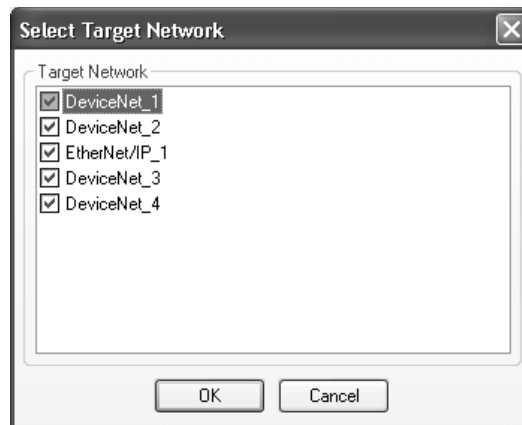 Select Target Network
Target Network
DeviceNet_1
DeviceNet_2
EtherNet/IP_1
DeviceNet_3
DeviceNet_4
OK Cancel